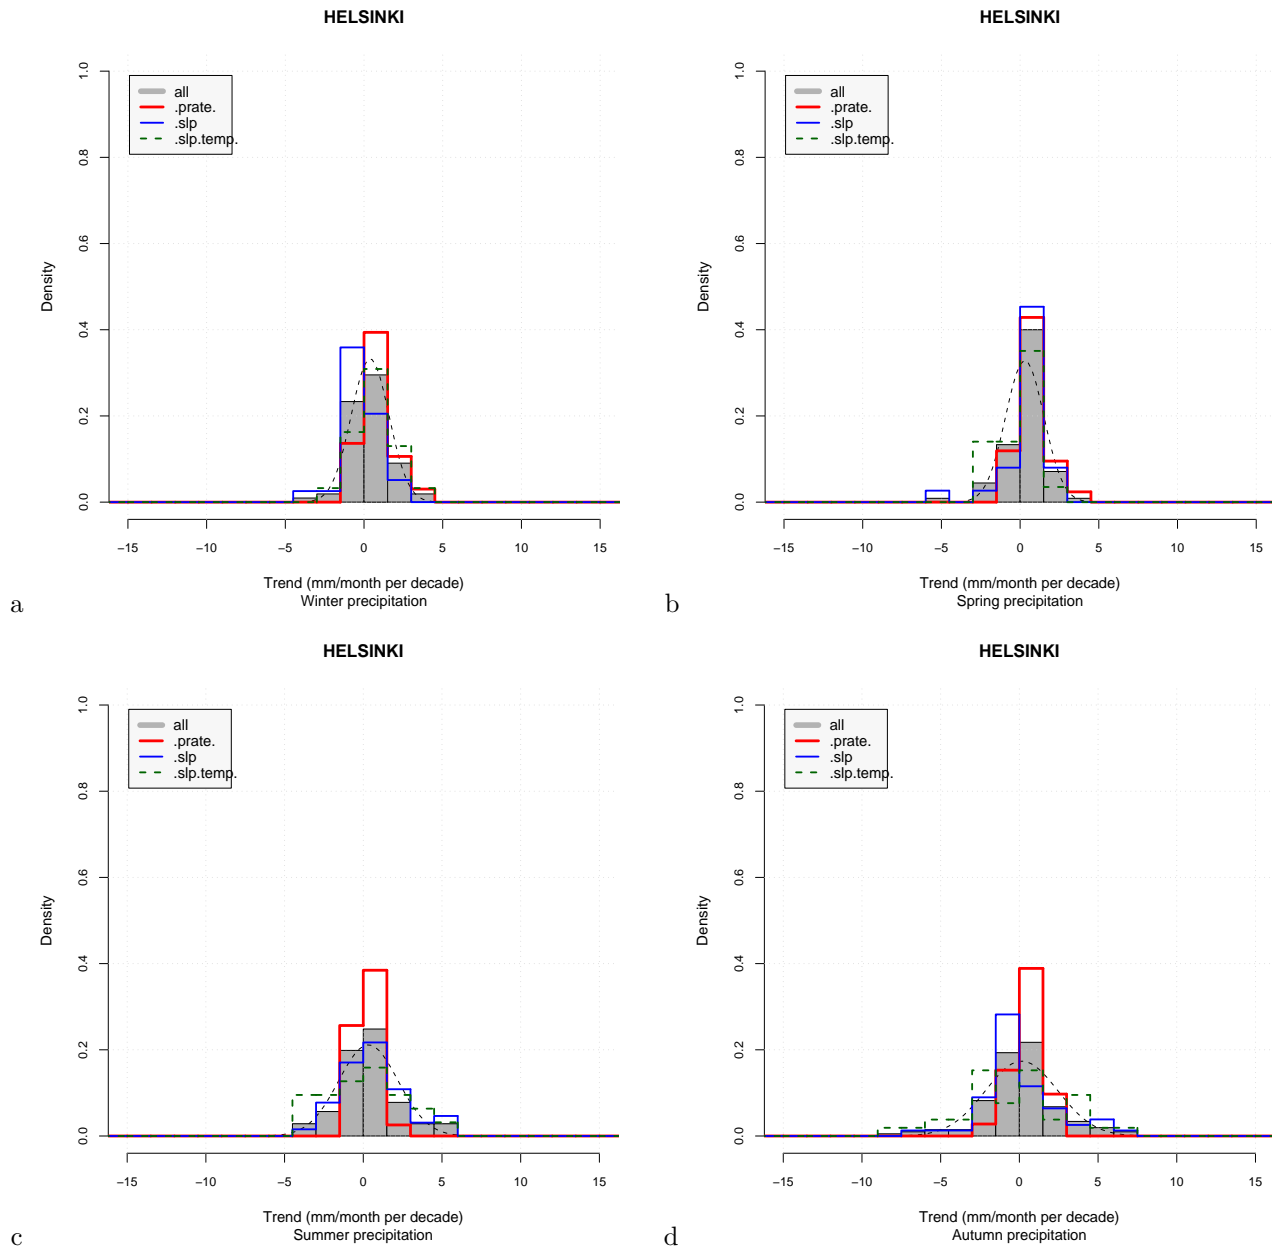 HELSINKI
all
.prate.
.slp
.slp.temp.
Density
0.0 0.2 0.4 0.6 0.8 1.0
−15 −10 −5 0 5 10 15
Trend (mm/month per decade)
Winter precipitation
a
HELSINKI
all
.prate.
.slp
.slp.temp.
Density
0.0 0.2 0.4 0.6 0.8 1.0
−15 −10 −5 0 5 10 15
Trend (mm/month per decade)
Spring precipitation
b
HELSINKI
all
.prate.
.slp
.slp.temp.
Density
0.0 0.2 0.4 0.6 0.8 1.0
−15 −10 −5 0 5 10 15
Trend (mm/month per decade)
Summer precipitation
c
HELSINKI
all
.prate.
.slp
.slp.temp.
Density
0.0 0.2 0.4 0.6 0.8 1.0
−15 −10 −5 0 5 10 15
Trend (mm/month per decade)
Autumn precipitation
d